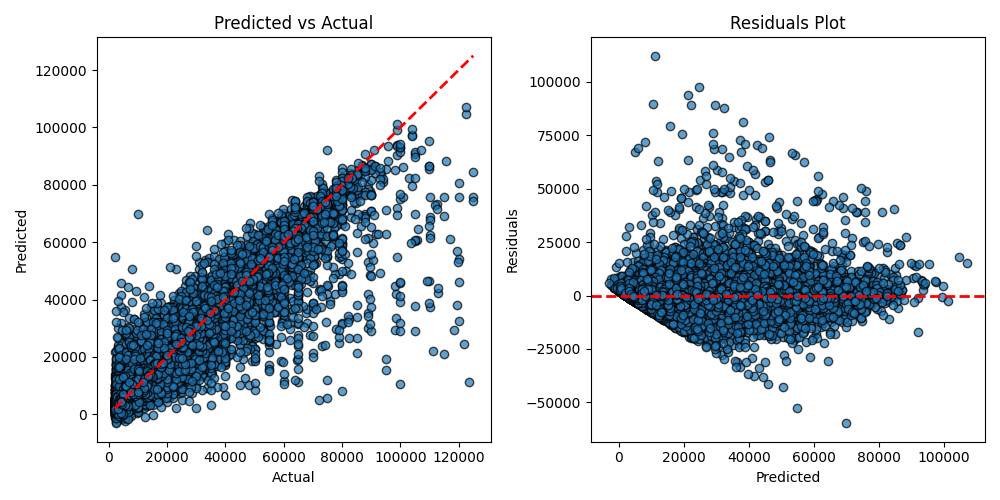 Predicted vs Actual
120000
100000
80000
60000
40000
20000
0
Predicted
0 20000 40000 60000 80000 100000 120000
Actual
Residuals Plot
100000
75000
50000
25000
0
−25000
−50000
Residuals
0 20000 40000 60000 80000 100000
Predicted